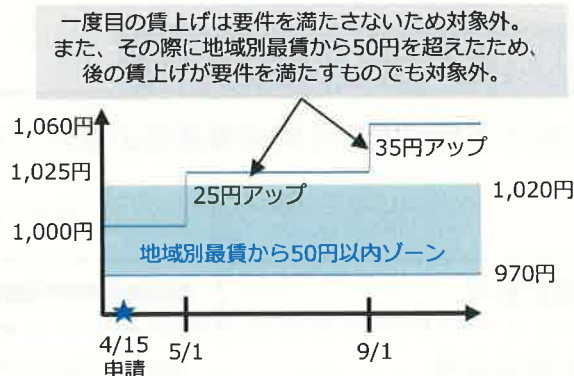 一度目の賃上げは要件を満たさないため対象外。
また、その際に地域別最賃から50円を超えたため、
後の賃上げが要件を満たすものでも対象外。
1,060円
35円アップ
1,025円
25円アップ
1,020円
1,000円
地域別最賃から50円以内ゾーン
970円
4/15
申請
5/1
9/1